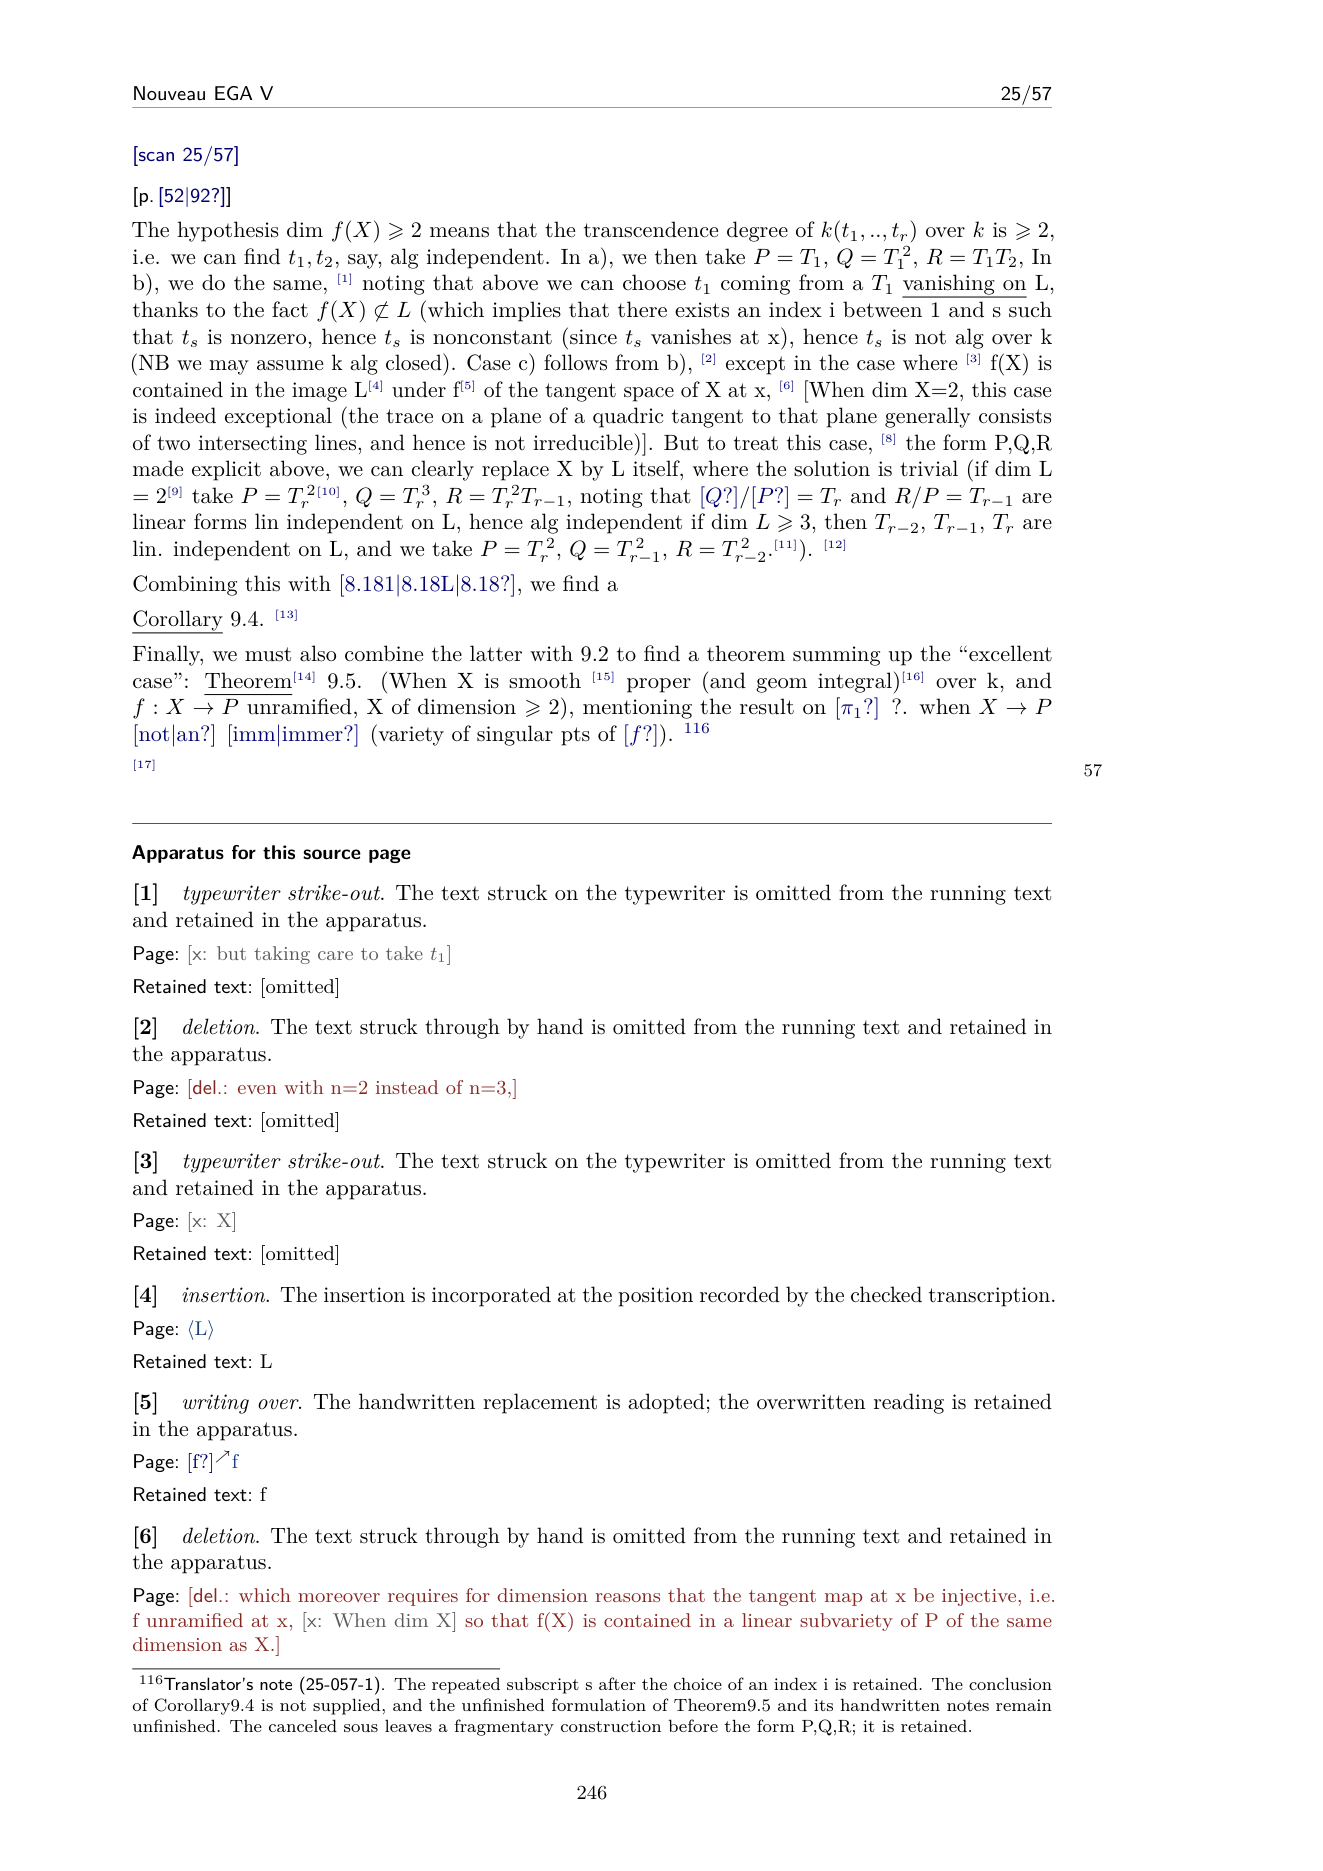 Nouveau EGA V 25/57
[scan 25/57]
[p. [52|92?]]
The hypothesis dim f(X) ⩾ 2 means that the transcendence degree of k(t₁, .., tᵣ) over k is ⩾ 2,
i.e. we can find t₁, t₂, say, alg independent. In a), we then take P = T₁, Q = T₁², R = T₁T₂, In
b), we do the same, [1] noting that above we can choose t₁ coming from a T₁ vanishing on L,
thanks to the fact f(X) ⊄ L (which implies that there exists an index i between 1 and s such
that tₛ is nonzero, hence tₛ is nonconstant (since tₛ vanishes at x), hence tₛ is not alg over k
(NB we may assume k alg closed). Case c) follows from b), [2] except in the case where [3] f(X) is
contained in the image L[4] under f[5] of the tangent space of X at x, [6] [When dim X=2, this case
is indeed exceptional (the trace on a plane of a quadric tangent to that plane generally consists
of two intersecting lines, and hence is not irreducible)]. But to treat this case, [8] the form P,Q,R
made explicit above, we can clearly replace X by L itself, where the solution is trivial (if dim L
= 2[9] take P = Tᵣ²[10], Q = Tᵣ³, R = Tᵣ²Tᵣ₋₁, noting that [Q?]/[P?] = Tᵣ and R/P = Tᵣ₋₁ are
linear forms lin independent on L, hence alg independent if dim L ⩾ 3, then Tᵣ₋₂, Tᵣ₋₁, Tᵣ are
lin. independent on L, and we take P = Tᵣ², Q = Tᵣ₋₁², R = Tᵣ₋₂².[11]). [12]
Combining this with [8.181|8.18L|8.18?], we find a
Corollary 9.4. [13]
Finally, we must also combine the latter with 9.2 to find a theorem summing up the “excellent
case”: Theorem[14] 9.5. (When X is smooth [15] proper (and geom integral)[16] over k, and
f : X → P unramified, X of dimension ⩾ 2), mentioning the result on [π₁?] ?. when X → P
[not|an?] [imm|immer?] (variety of singular pts of [f?]). 116
[17] 57
Apparatus for this source page
[1] typewriter strike-out. The text struck on the typewriter is omitted from the running text
and retained in the apparatus.
Page: [x: but taking care to take t₁]
Retained text: [omitted]
[2] deletion. The text struck through by hand is omitted from the running text and retained in
the apparatus.
Page: [del.: even with n=2 instead of n=3,]
Retained text: [omitted]
[3] typewriter strike-out. The text struck on the typewriter is omitted from the running text
and retained in the apparatus.
Page: [x: X]
Retained text: [omitted]
[4] insertion. The insertion is incorporated at the position recorded by the checked transcription.
Page: ⟨L⟩
Retained text: L
[5] writing over. The handwritten replacement is adopted; the overwritten reading is retained
in the apparatus.
Page: [f?]↗f
Retained text: f
[6] deletion. The text struck through by hand is omitted from the running text and retained in
the apparatus.
Page: [del.: which moreover requires for dimension reasons that the tangent map at x be injective, i.e.
f unramified at x, [x: When dim X] so that f(X) is contained in a linear subvariety of P of the same
dimension as X.]
116Translator's note (25-057-1). The repeated subscript s after the choice of an index i is retained. The conclusion
of Corollary9.4 is not supplied, and the unfinished formulation of Theorem9.5 and its handwritten notes remain
unfinished. The canceled sous leaves a fragmentary construction before the form P,Q,R; it is retained.
246